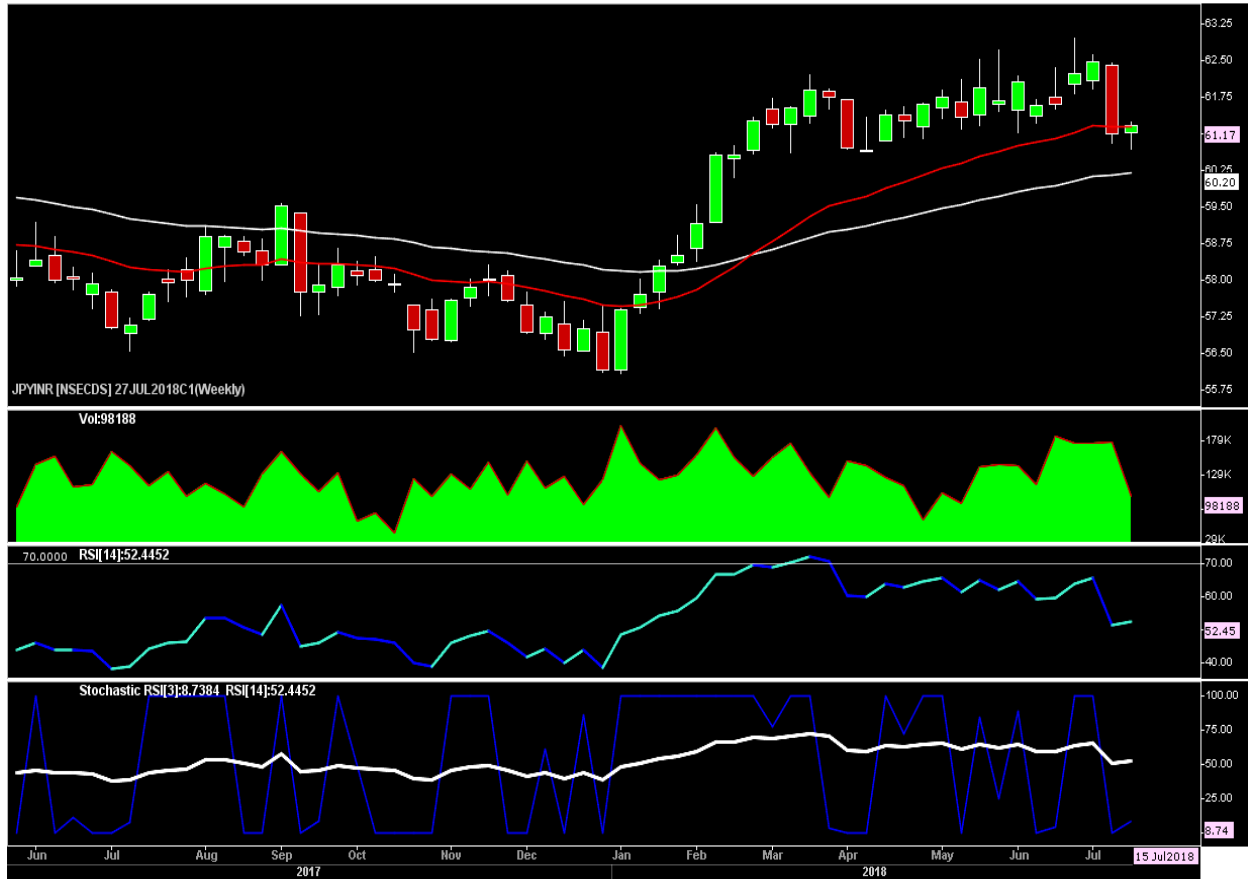 63.25
62.50
61.75
61.17
60.25
60.20
59.50
58.75
58.00
57.25
56.50
55.75
JPYINR [NSECDS] 27JUL2018C1(Weekly)
Vol:98188
179K
129K
98188
29K
70.0000 RSI[14]:52.4452
70.00
60.00
52.45
40.00
Stochastic RSI[3]:8.7384 RSI[14]:52.4452
100.00
75.00
50.00
25.00
8.74
Jun Jul Aug Sep Oct Nov Dec Jan Feb Mar Apr May Jun Jul 15 Jul2018
2017 2018